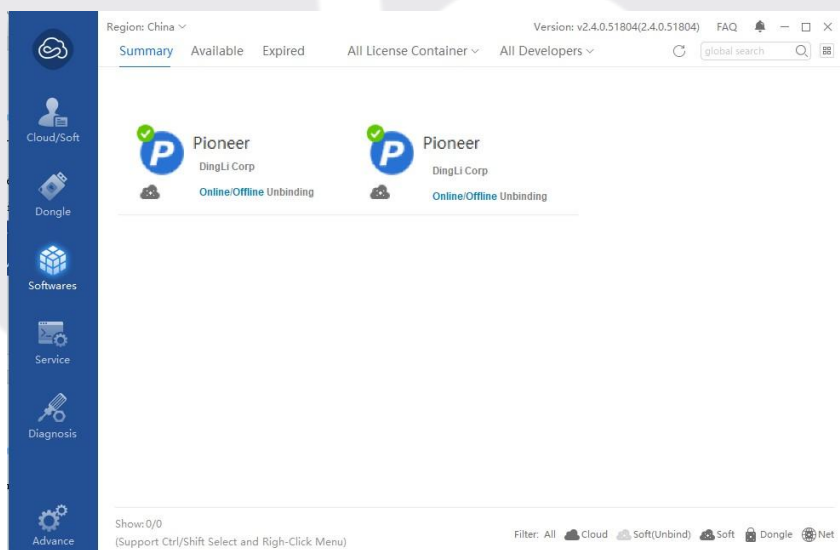 Region: China
Version: v2.4.0.51804(2.4.0.51804) FAQ
Summary Available Expired All License Container All Developers global search
Cloud/Soft
Pioneer
DingLi Corp
Online/Offline Unbinding
Pioneer
DingLi Corp
Online/Offline Unbinding
Dongle
Softwares
Service
Diagnosis
Advance
Show: 0/0
(Support Ctrl/Shift Select and Righ-Click Menu)
Filter: All Cloud Soft(Unbind) Soft Dongle Net